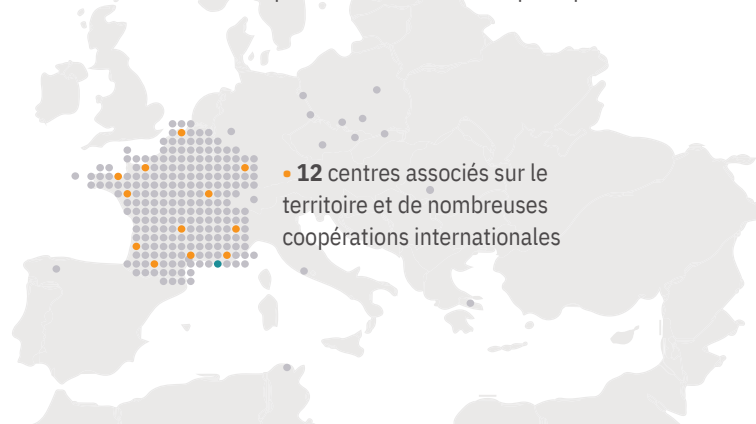 12 centres associés sur le
territoire et de nombreuses
coopérations internationales